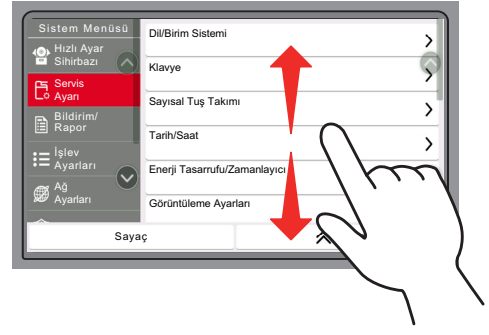 Sistem Menüsü
Hızlı Ayar
Sihirbazı
Servis
Ayarı
Bildirim/
Rapor
İşlev
Ayarları
Ağ
Ayarları
Dil/Birim Sistemi
Klavye
Sayısal Tuş Takımı
Tarih/Saat
Enerji Tasarrufu/Zamanlayıcı
Görüntüleme Ayarları
Sayaç